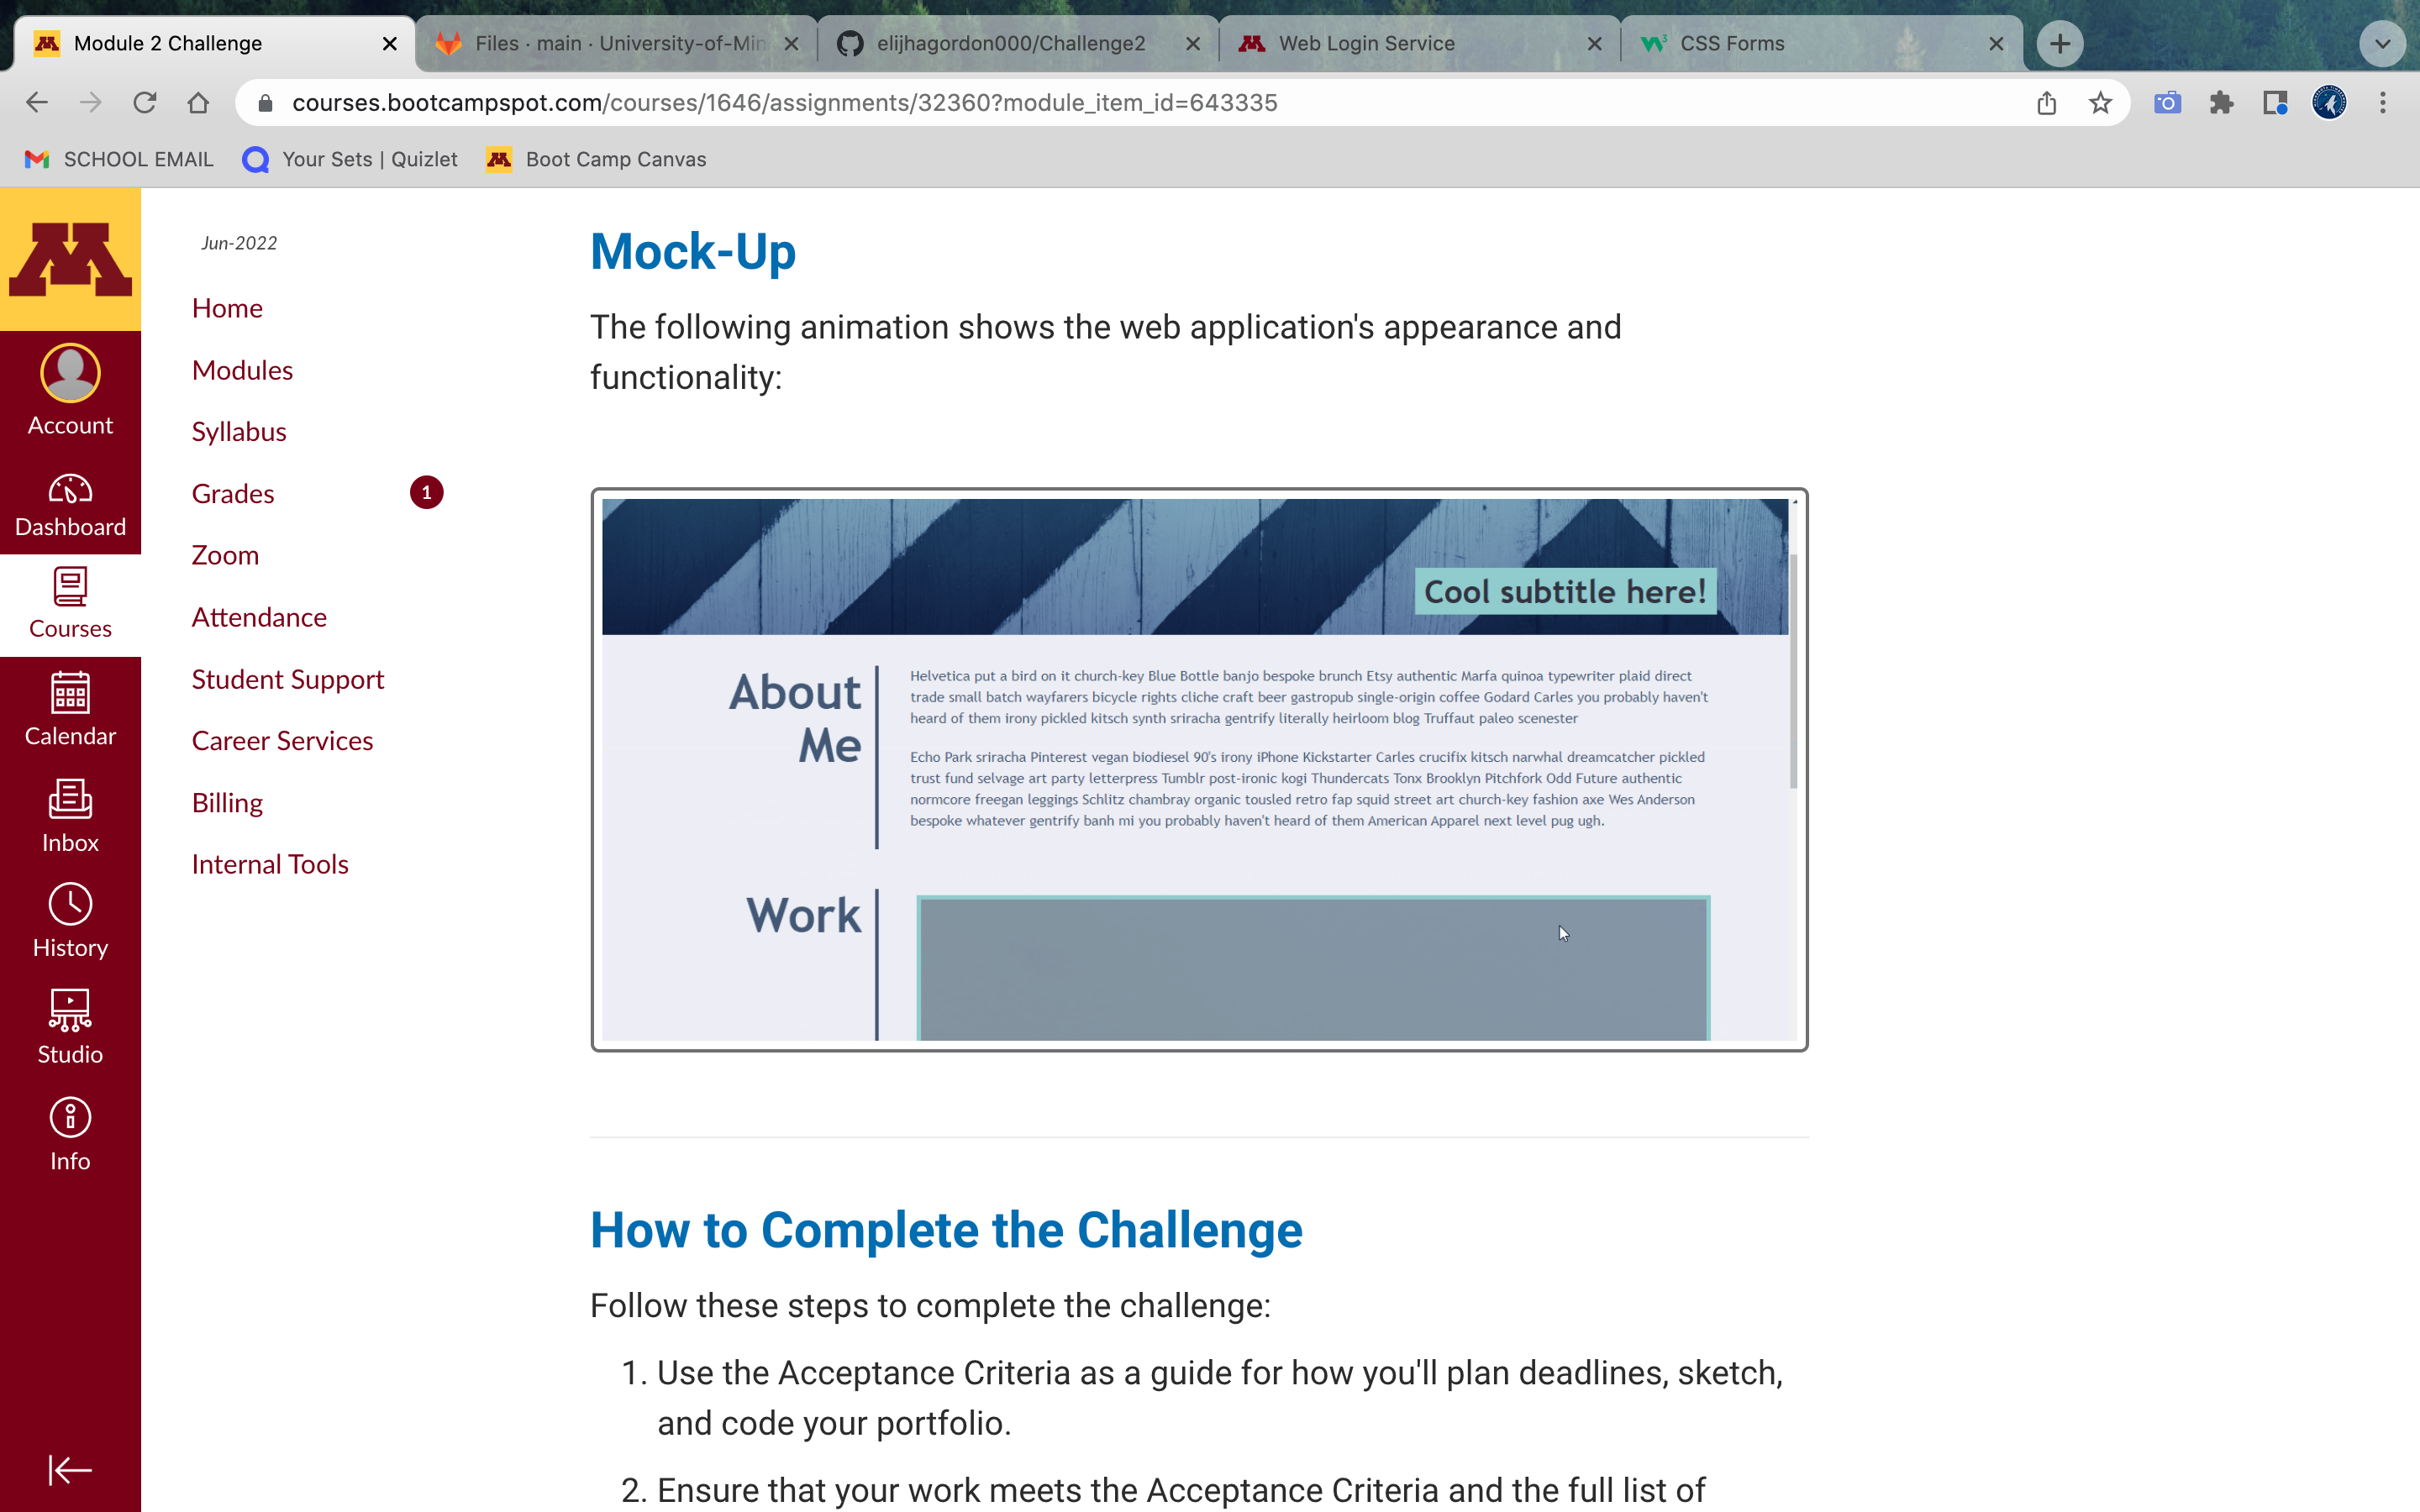 Module 2 Challenge
Files · main · University-of-Min
elijhagordon000/Challenge2
Web Login Service
CSS Forms
courses.bootcampspot.com/courses/1646/assignments/32360?module_item_id=643335
SCHOOL EMAIL
Your Sets | Quizlet
Boot Camp Canvas
Account
Dashboard
Courses
Calendar
Inbox
History
Studio
Info
Jun-2022
Home
Modules
Syllabus
Grades
1
Zoom
Attendance
Student Support
Career Services
Billing
Internal Tools
Mock-Up
The following animation shows the web application's appearance and
functionality:
Cool subtitle here!
About
Me
Helvetica put a bird on it church-key Blue Bottle banjo bespoke brunch Etsy authentic Marfa quinoa typewriter plaid direct
trade small batch wayfarers bicycle rights cliche craft beer gastropub single-origin coffee Godard Carles you probably haven't
heard of them irony pickled kitsch synth sriracha gentrify literally heirloom blog Truffaut paleo scenester
Echo Park sriracha Pinterest vegan biodiesel 90's irony iPhone Kickstarter Carles crucifix kitsch narwhal dreamcatcher pickled
trust fund selvage art party letterpress Tumblr post-ironic kogi Thundercats Tonx Brooklyn Pitchfork Odd Future authentic
normcore freegan leggings Schlitz chambray organic tousled retro fap squid street art church-key fashion axe Wes Anderson
bespoke whatever gentrify banh mi you probably haven't heard of them American Apparel next level pug ugh.
Work
How to Complete the Challenge
Follow these steps to complete the challenge:
1. Use the Acceptance Criteria as a guide for how you'll plan deadlines, sketch,
and code your portfolio.
2. Ensure that your work meets the Acceptance Criteria and the full list of